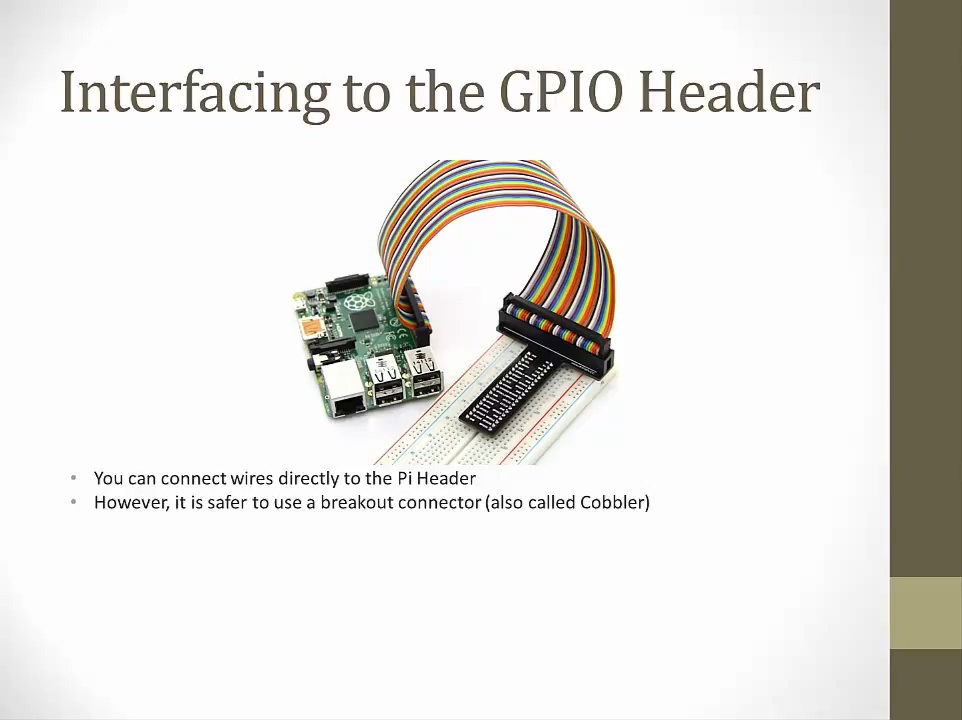 Interfacing to the GPIO Header
You can connect wires directly to the Pi Header
However, it is safer to use a breakout connector (also called Cobbler)